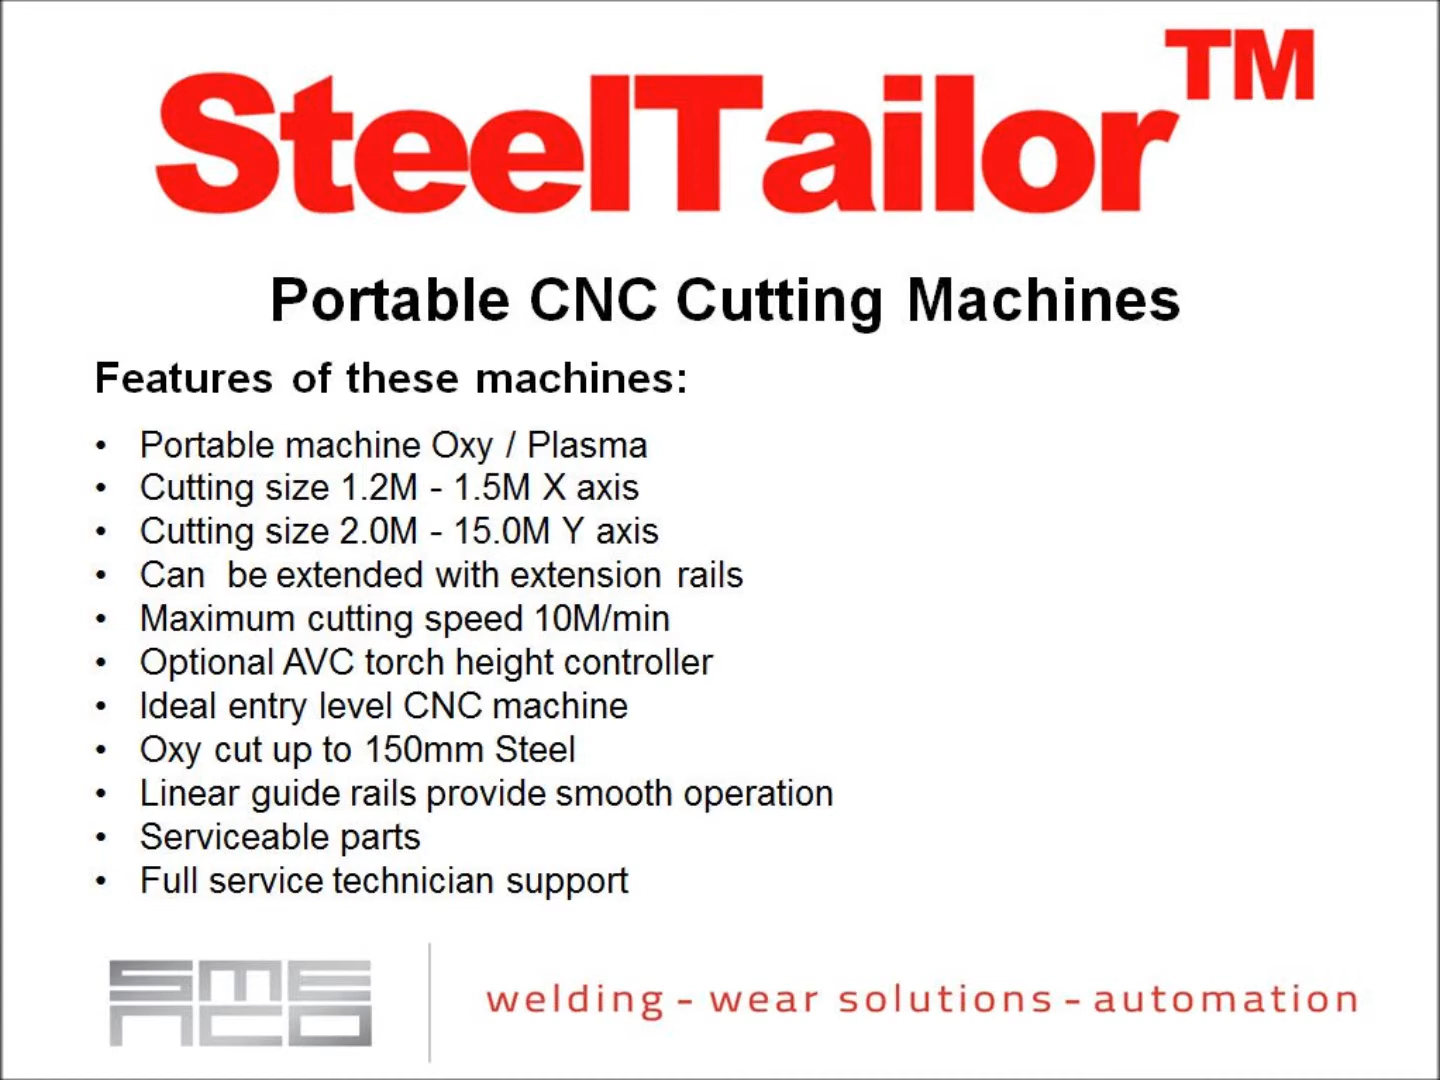 SteelTailor™
Portable CNC Cutting Machines
Features of these machines:
• Portable machine Oxy / Plasma
• Cutting size 1.2M - 1.5M X axis
• Cutting size 2.0M - 15.0M Y axis
• Can be extended with extension rails
• Maximum cutting speed 10M/min
• Optional AVC torch height controller
• Ideal entry level CNC machine
• Oxy cut up to 150mm Steel
• Linear guide rails provide smooth operation
• Serviceable parts
• Full service technician support
SME
NCO
welding - wear solutions - automation